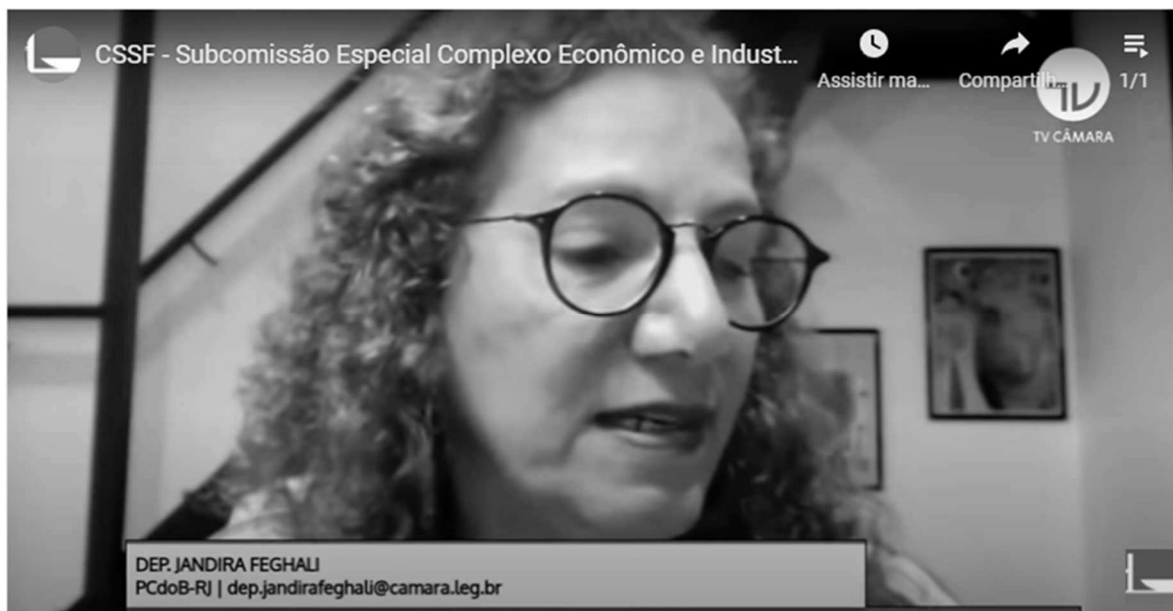 CSSF - Subcomissão Especial Complexo Econômico e Indust...
Assistir ma...
Compartilh...
1/1
TV CÂMARA
DEP. JANDIRA FEGHALI
PCdoB-RJ | dep.jandirafeghali@camara.leg.br